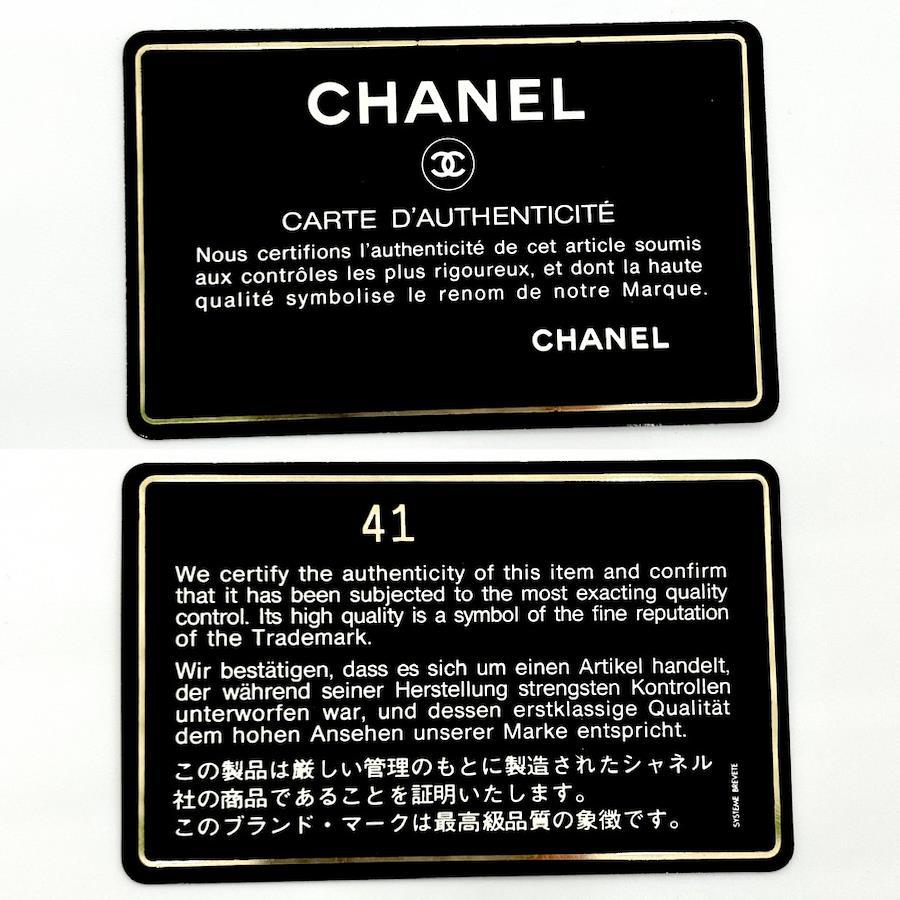 CHANEL
CARTE D'AUTHENTICITÉ
Nous certifions l'authenticité de cet article soumis
aux contrôles les plus rigoureux, et dont la haute
qualité symbolise le renom de notre Marque.
CHANEL
41
We certify the authenticity of this item and confirm
that it has been subjected to the most exacting quality
control. Its high quality is a symbol of the fine reputation
of the Trademark.
Wir bestätigen, dass es sich um einen Artikel handelt,
der während seiner Herstellung strengsten Kontrollen
unterworfen war, und dessen erstklassige Qualität
dem hohen Ansehen unserer Marke entspricht.
この製品は厳しい管理のもとに製造されたシャネル
社の商品であることを証明いたします。
このブランド・マークは最高級品質の象徴です。
SYSTEME BREVETE